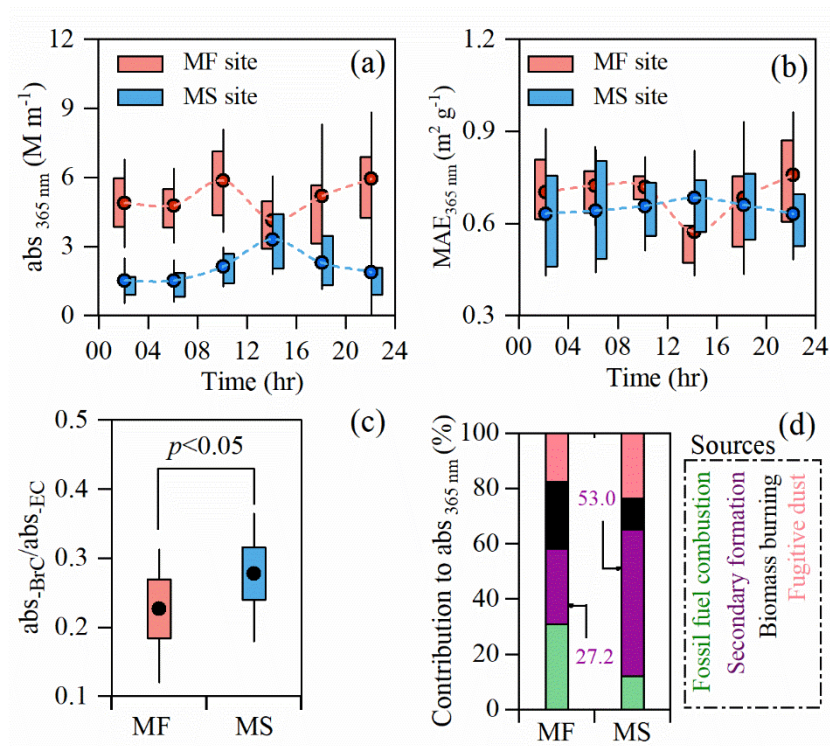 (a)
MF site
MS site
abs 365 nm (M m-1)
12
9
6
3
0
00 04 08 12 16 20 24
Time (hr)
(b)
MF site
MS site
MAE365 nm (m2 g-1)
1.2
0.9
0.6
0.3
00 04 08 12 16 20 24
Time (hr)
(c)
p<0.05
abs-BrC/abs-EC
0.5
0.4
0.3
0.2
0.1
MF MS
(d)
Contribution to abs 365 nm (%)
100
80
60
40
20
0
53.0
27.2
MF MS
Sources
Fossil fuel combustion
Secondary formation
Biomass burning
Fugitive dust